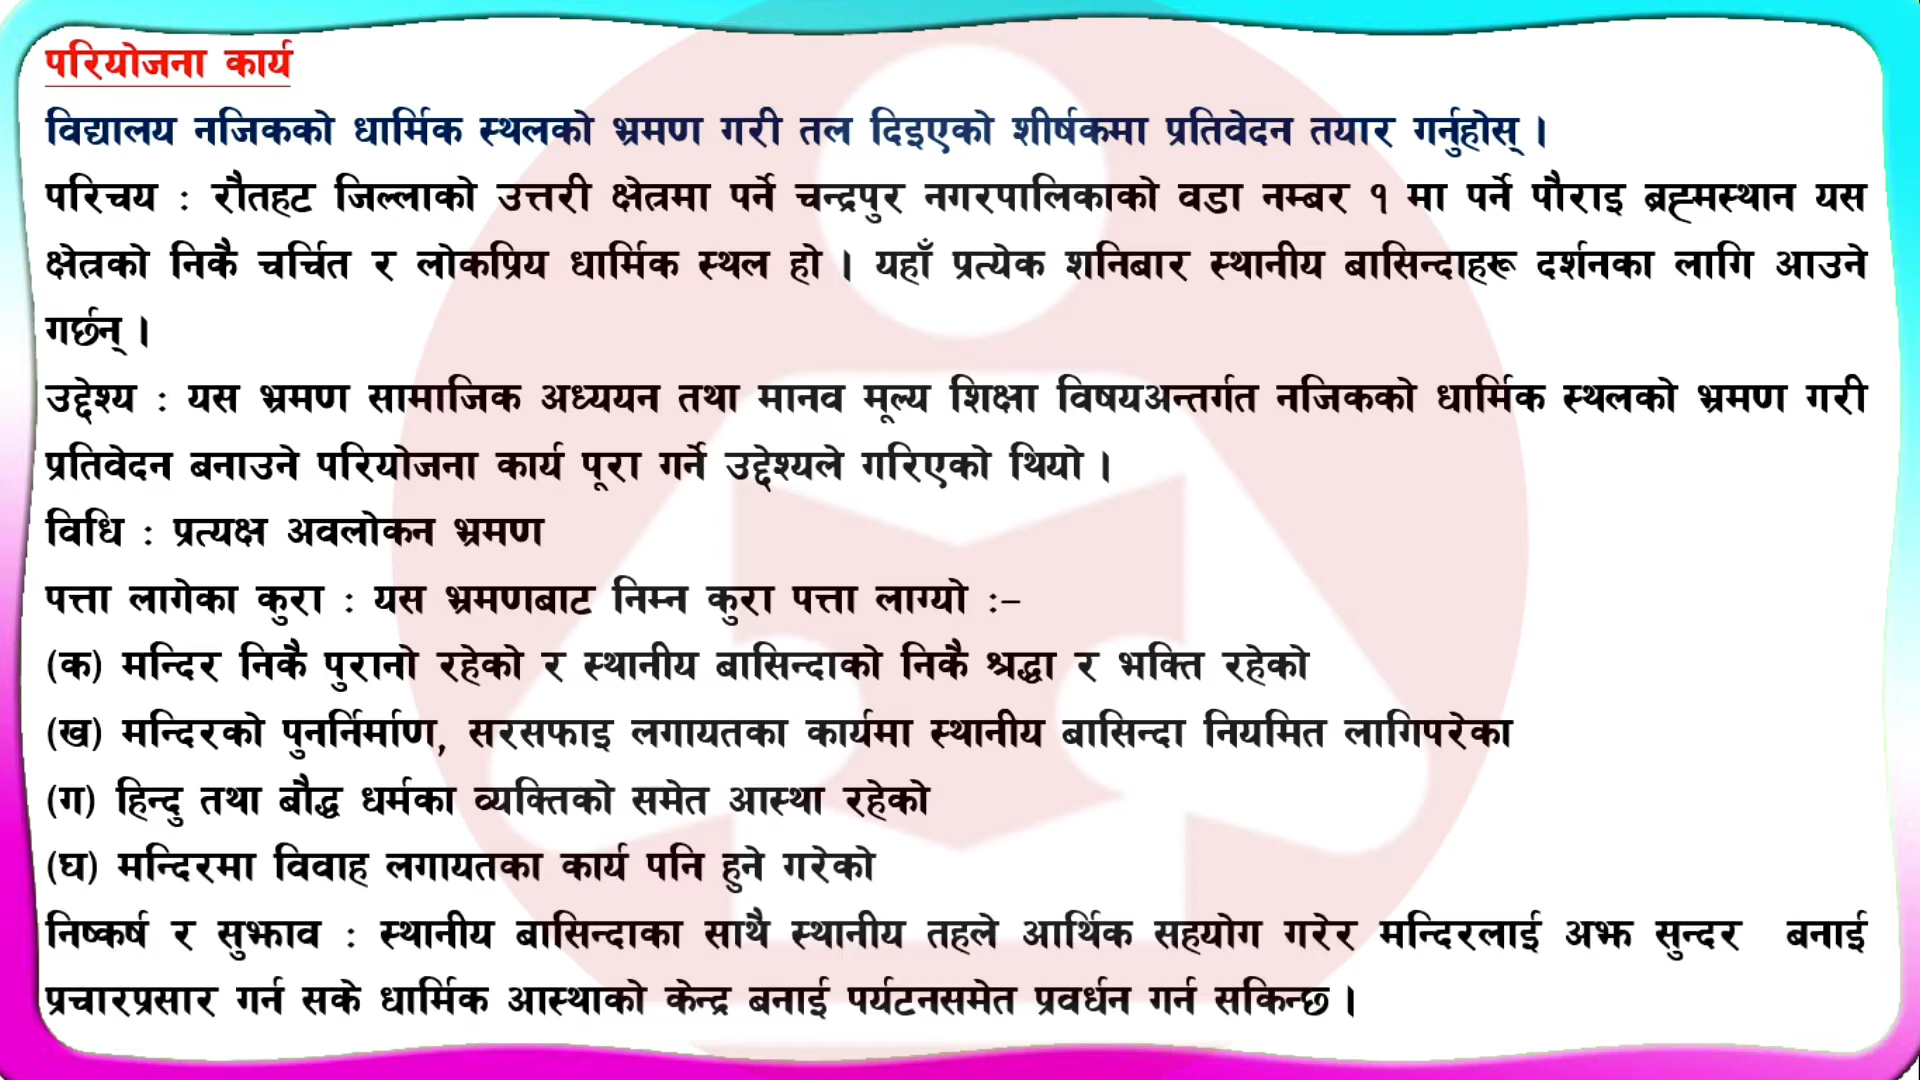 परियोजना कार्य
विद्यालय नजिकको धार्मिक स्थलको भ्रमण गरी तल दिइएको शीर्षकमा प्रतिवेदन तयार गर्नुहोस् ।
परिचय : रौतहट जिल्लाको उत्तरी क्षेत्रमा पर्ने चन्द्रपुर नगरपालिकाको वडा नम्बर १ मा पर्ने पौराइ ब्रह्मस्थान यस
क्षेत्रको निकै चर्चित र लोकप्रिय धार्मिक स्थल हो । यहाँ प्रत्येक शनिबार स्थानीय बासिन्दाहरू दर्शनका लागि आउने
गर्छन् ।
उद्देश्य : यस भ्रमण सामाजिक अध्ययन तथा मानव मूल्य शिक्षा विषयअन्तर्गत नजिकको धार्मिक स्थलको भ्रमण गरी
प्रतिवेदन बनाउने परियोजना कार्य पूरा गर्ने उद्देश्यले गरिएको थियो ।
विधि : प्रत्यक्ष अवलोकन भ्रमण
पत्ता लागेका कुरा : यस भ्रमणबाट निम्न कुरा पत्ता लाग्यो :–
(क) मन्दिर निकै पुरानो रहेको र स्थानीय बासिन्दाको निकै श्रद्धा र भक्ति रहेको
(ख) मन्दिरको पुनर्निर्माण, सरसफाइ लगायतका कार्यमा स्थानीय बासिन्दा नियमित लागिपरेका
(ग) हिन्दु तथा बौद्ध धर्मका व्यक्तिको समेत आस्था रहेको
(घ) मन्दिरमा विवाह लगायतका कार्य पनि हुने गरेको
निष्कर्ष र सुझाव : स्थानीय बासिन्दाका साथै स्थानीय तहले आर्थिक सहयोग गरेर मन्दिरलाई अझ सुन्दर बनाई
प्रचारप्रसार गर्न सके धार्मिक आस्थाको केन्द्र बनाई पर्यटनसमेत प्रवर्धन गर्न सकिन्छ ।